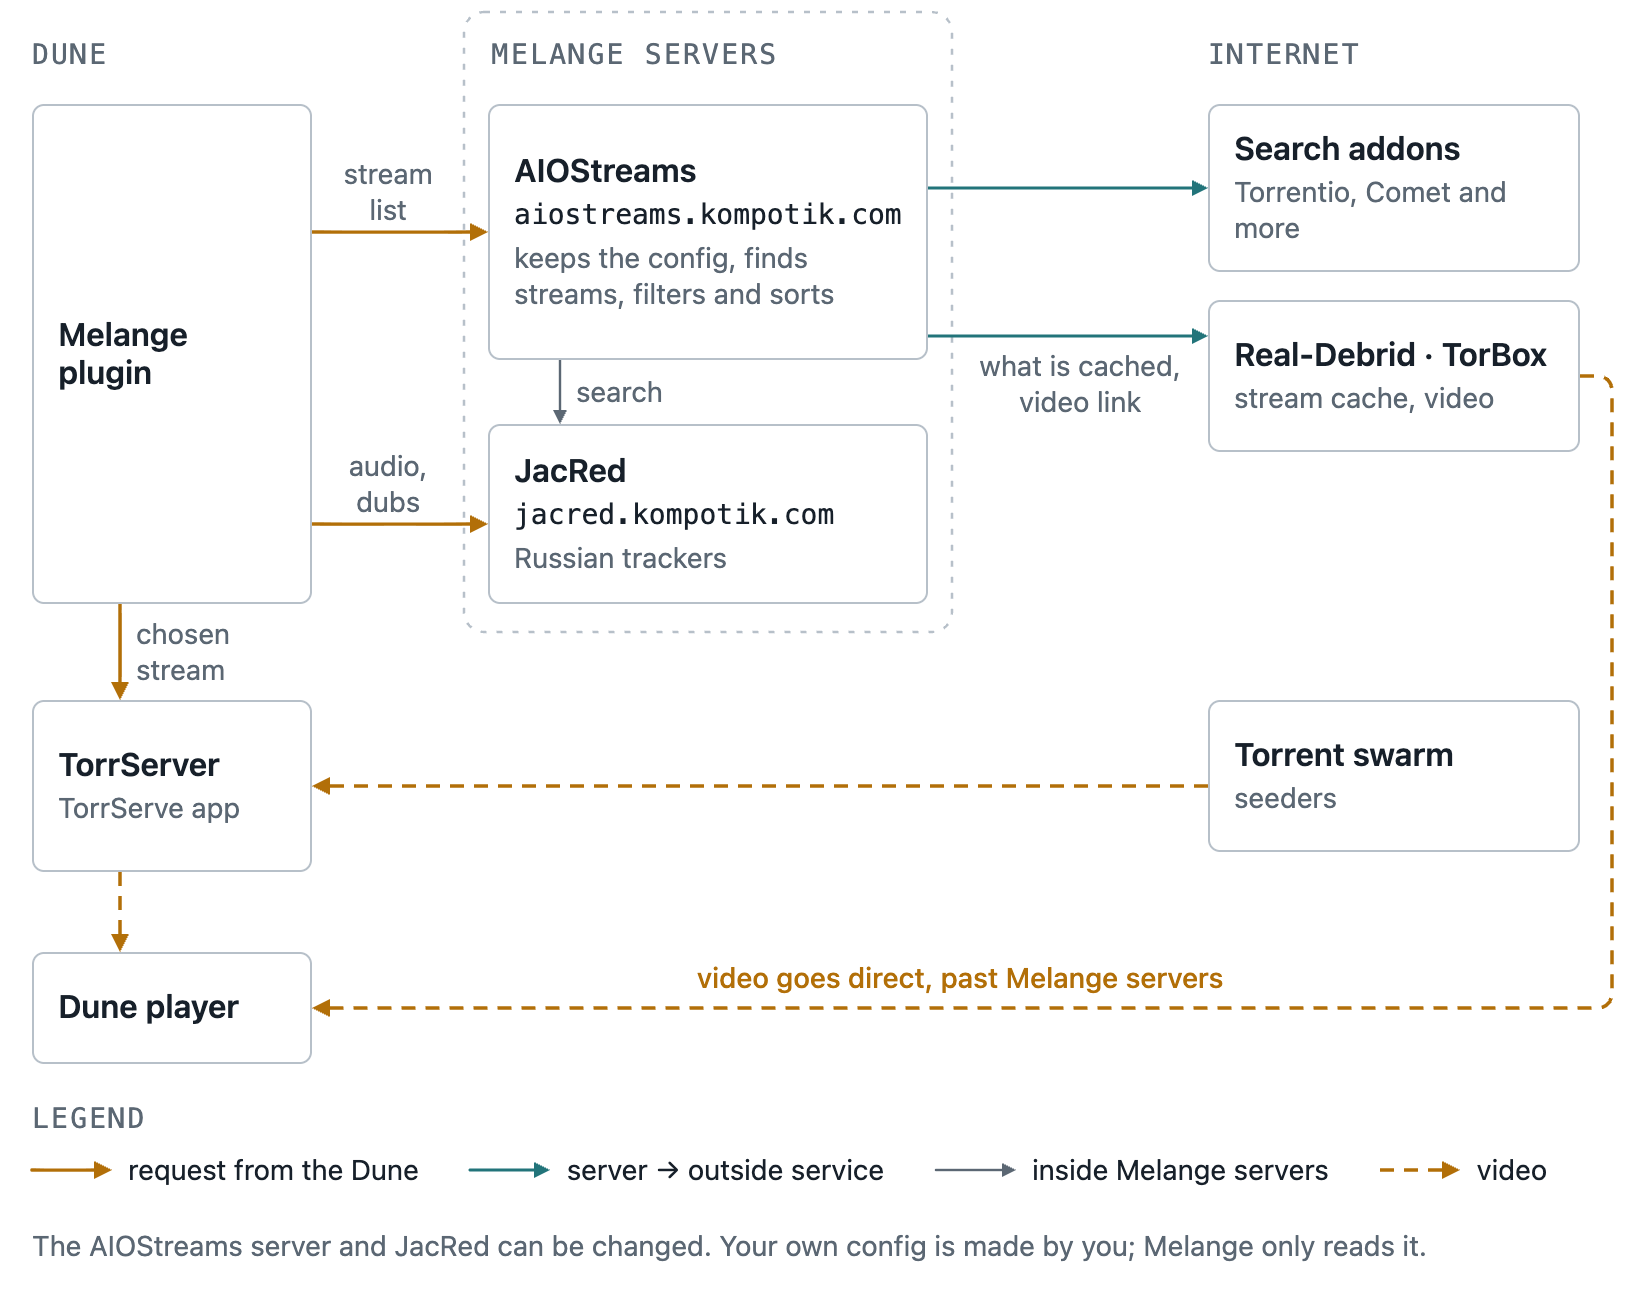 DUNE
MELANGE SERVERS
INTERNET
Melange
plugin
stream
list
AIOStreams
aiostreams.kompotik.com
keeps the config, finds
streams, filters and sorts
Search addons
Torrentio, Comet and
more
what is cached,
video link
Real-Debrid · TorBox
stream cache, video
search
audio,
dubs
JacRed
jacred.kompotik.com
Russian trackers
chosen
stream
TorrServer
TorrServe app
Torrent swarm
seeders
video goes direct, past Melange servers
Dune player
LEGEND
request from the Dune
server → outside service
inside Melange servers
video
The AIOStreams server and JacRed can be changed. Your own config is made by you; Melange only reads it.